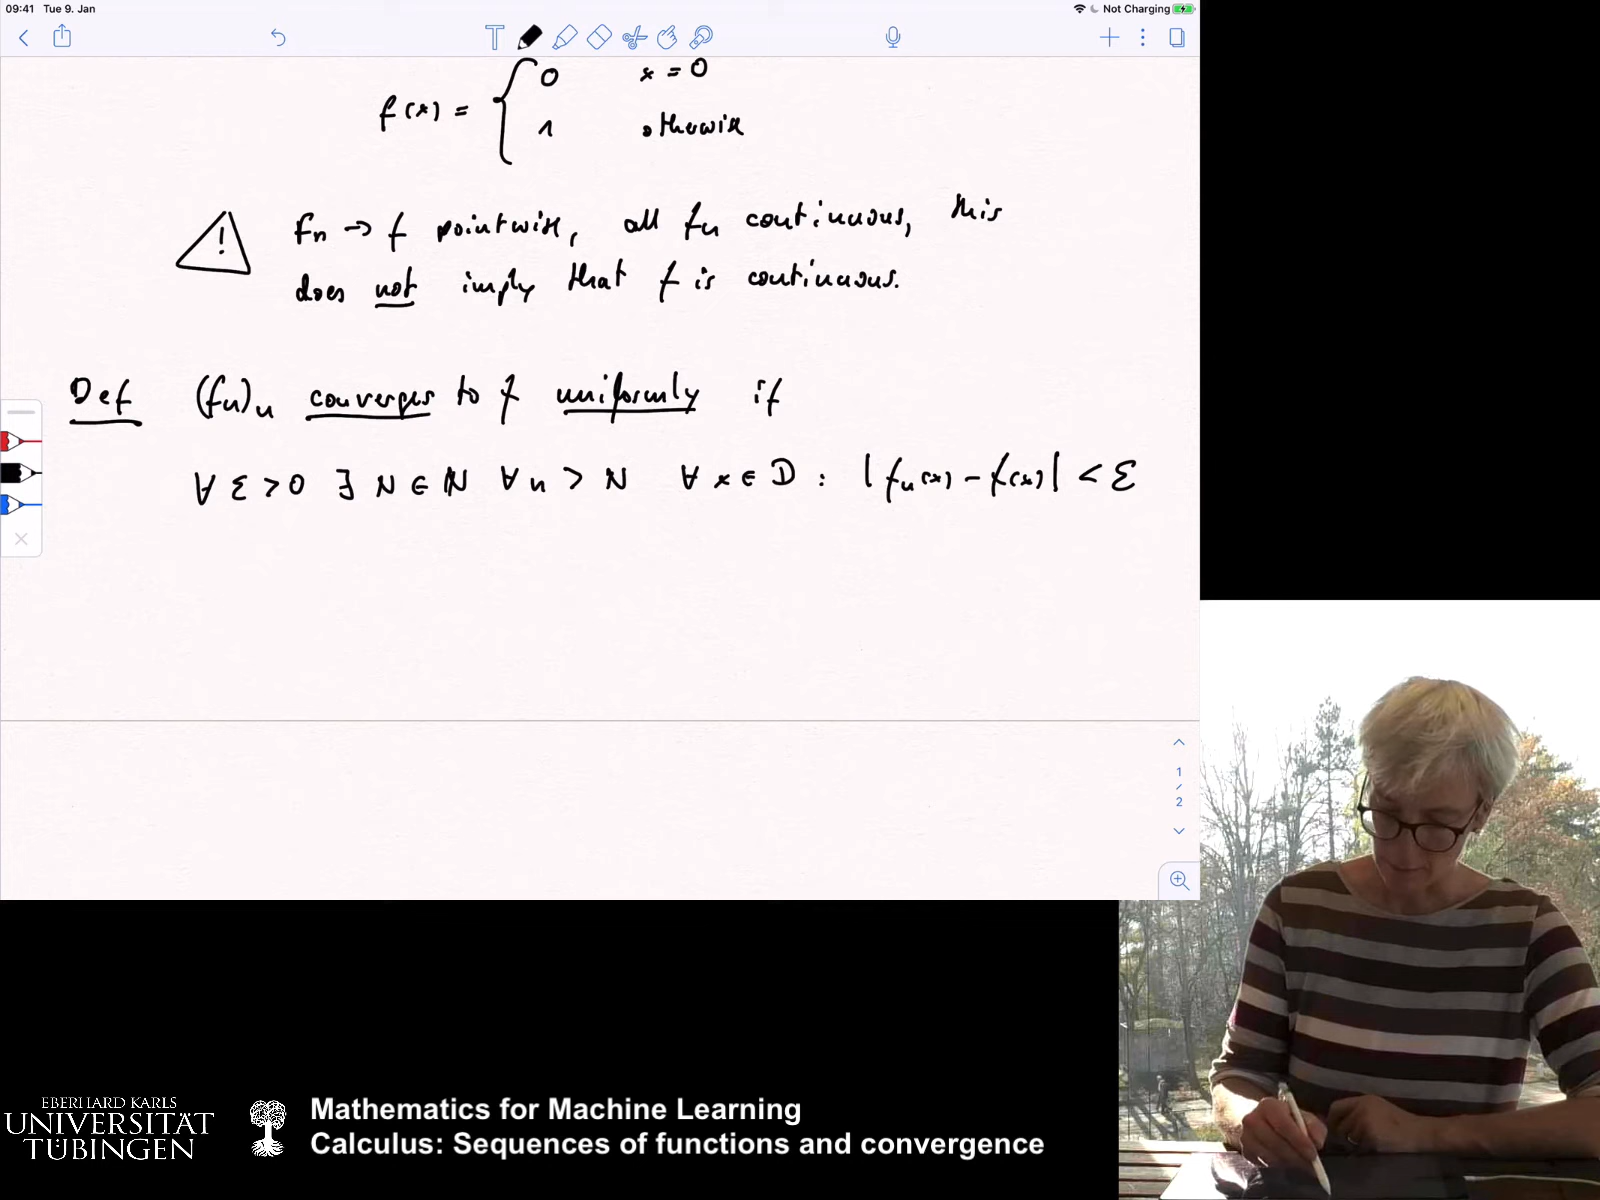 09:41 Tue 9. Jan
Not Charging
f(x) = { 0 x = 0
1 otherwise
! fn → f pointwise, all fn continuous, this
does not imply that f is continuous.
Def (fn)n converges to f uniformly if
∀ ε > 0 ∃ N ∈ ℕ ∀ n > N ∀ x ∈ D : | fn(x) - f(x) | < ε
1
2
EBERHARD KARLS
UNIVERSITÄT
TÜBINGEN
Mathematics for Machine Learning
Calculus: Sequences of functions and convergence